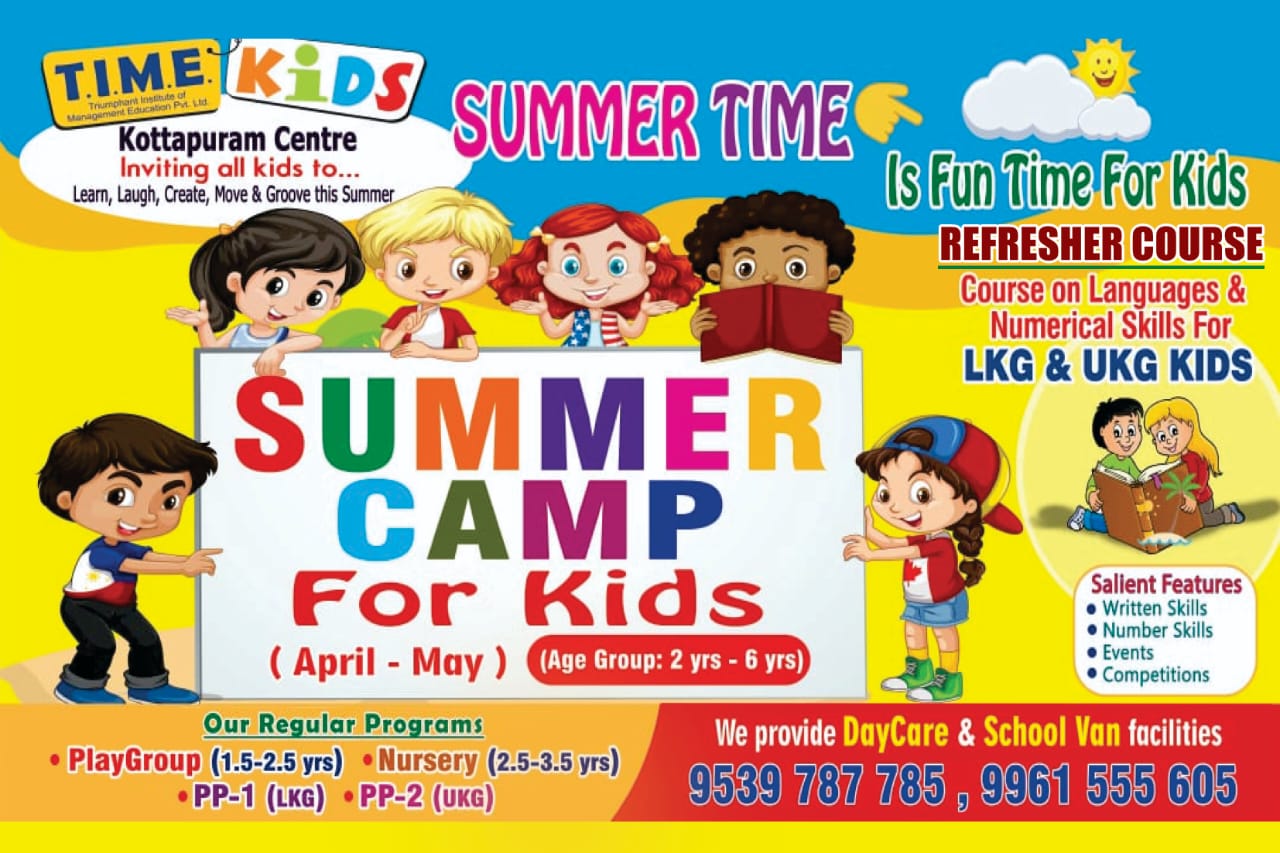 T.I.M.E.
Triumphant Institute of
Management Education Pvt. Ltd.
KiDS
Kottapuram Centre
Inviting all kids to...
Learn, Laugh, Create, Move & Groove this Summer
SUMMER TIME
Is Fun Time For Kids
REFRESHER COURSE
Course on Languages &
Numerical Skills For
LKG & UKG KIDS
SUMMER
CAMP
For Kids
( April - May )
(Age Group: 2 yrs - 6 yrs)
Salient Features
• Written Skills
• Number Skills
• Events
• Competitions
Our Regular Programs
• PlayGroup (1.5-2.5 yrs) • Nursery (2.5-3.5 yrs)
• PP-1 (LKG) • PP-2 (UKG)
We provide DayCare & School Van facilities
9539 787 785 , 9961 555 605